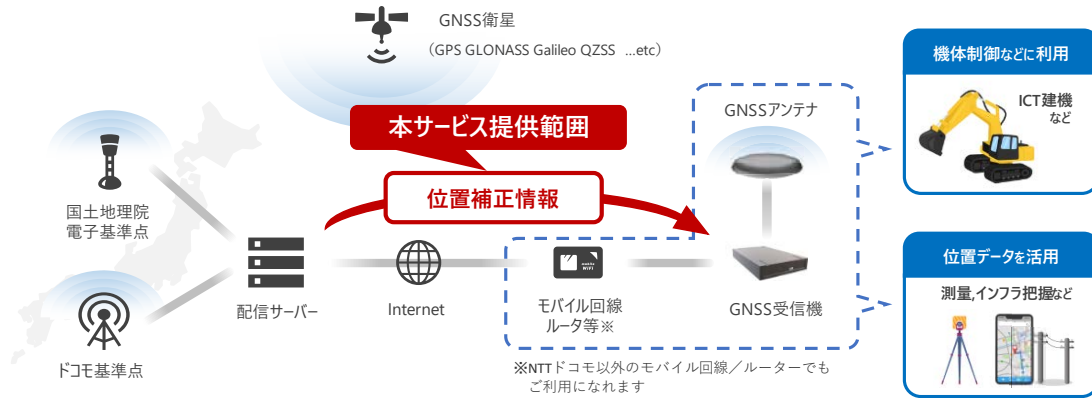 GNSS衛星
（GPS GLONASS Galileo QZSS …etc）
本サービス提供範囲
位置補正情報
国土地理院
電子基準点
ドコモ基準点
配信サーバー
Internet
mobile
WiFi
モバイル回線
ルータ等※
GNSSアンテナ
GNSS受信機
※NTTドコモ以外のモバイル回線／ルーターでも
ご利用になれます
機体制御などに利用
ICT建機
など
位置データを活用
測量,インフラ把握など